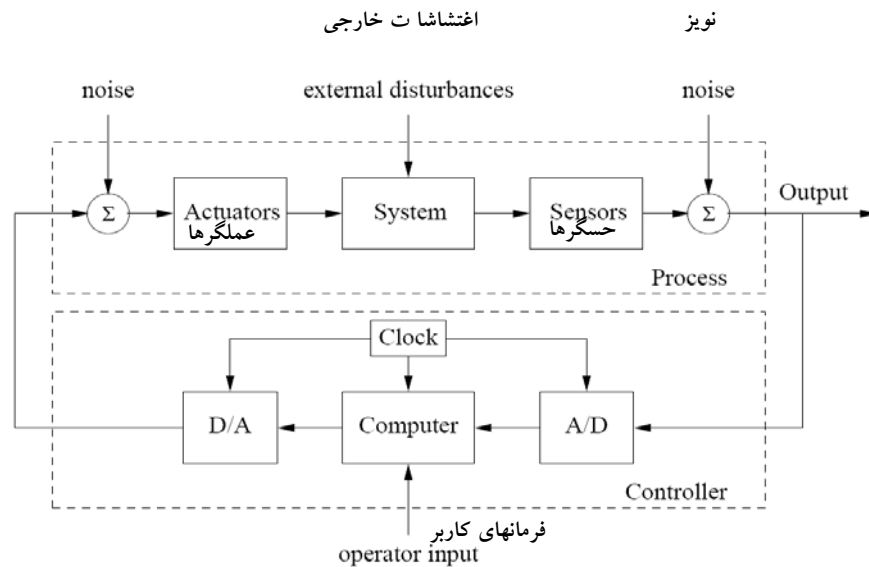 اغتشاشا ت خارجی
نویز
noise
external disturbances
noise
Σ
Actuators
عملگرها
System
Sensors
حسگرها
Σ
Output
Process
Clock
D/A
Computer
A/D
Controller
فرمانهای کاربر
operator input